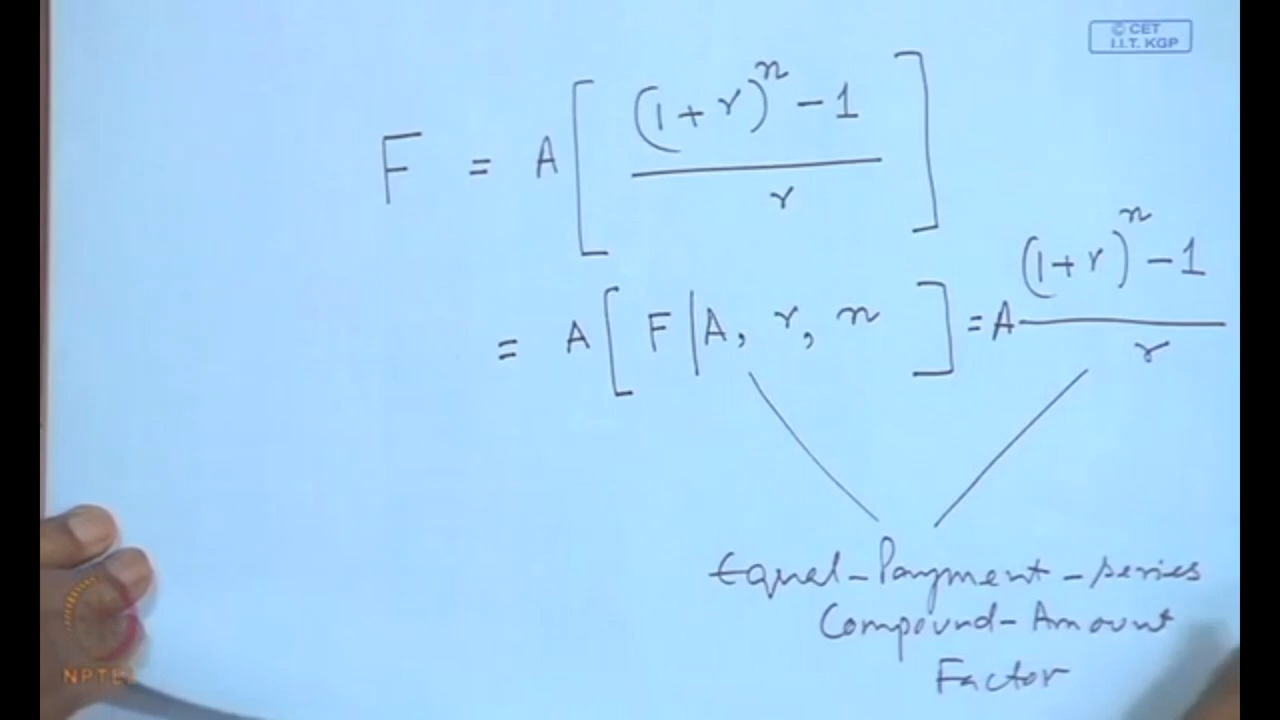 © CET
I.I.T. KGP
F = A [ ((1+r)^n - 1) / r ]
= A [ F | A, r, n ] = A ((1+r)^n - 1) / r
Equal-Payment-series
Compound-Amount
Factor
NPTEL